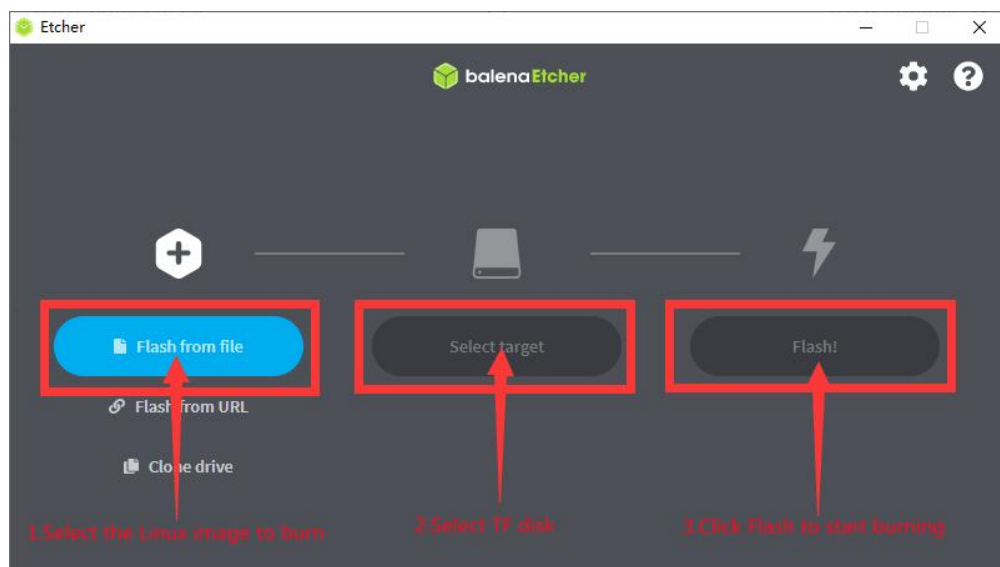 Etcher
balenaEtcher
Flash from file
Select target
Flash!
Flash from URL
Clone drive
1.Select the Linux image to burn
2.Select TF disk
3.Click Flash to start burning